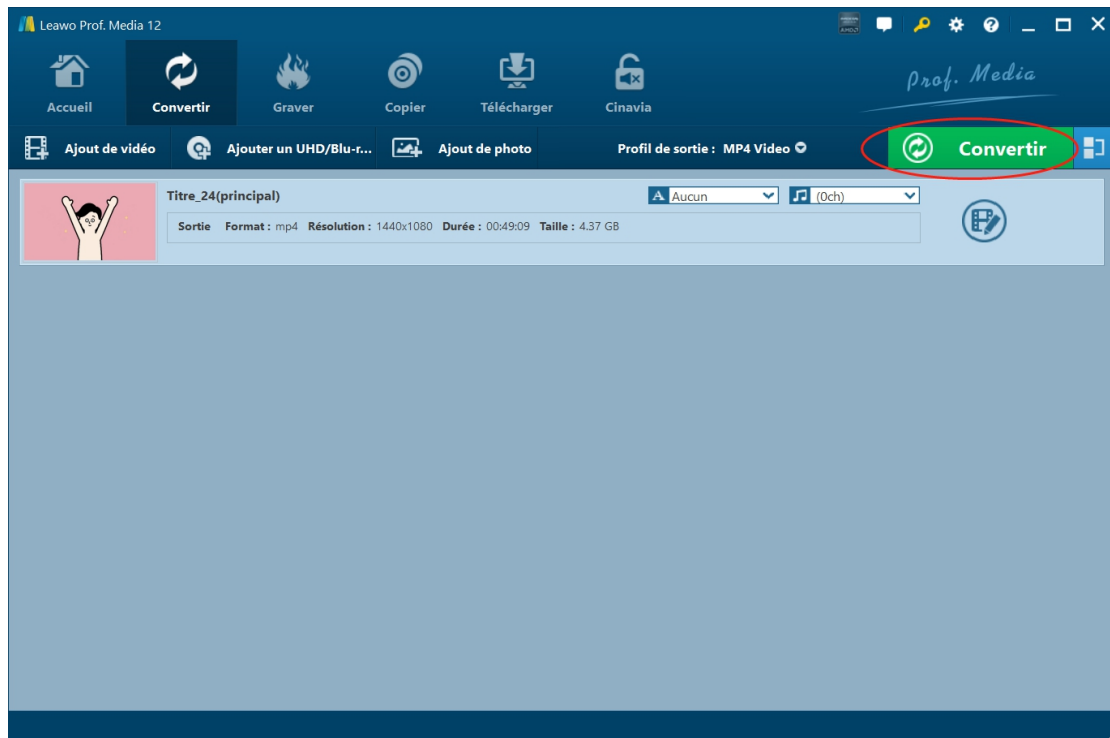 Leawo Prof. Media 12
Accueil Convertir Graver Copier Télécharger Cinavia Prof. Media
Ajout de vidéo Ajouter un UHD/Blu-r... Ajout de photo Profil de sortie : MP4 Video Convertir
Titre_24(principal) A Aucun (0ch)
Sortie Format : mp4 Résolution : 1440x1080 Durée : 00:49:09 Taille : 4.37 GB